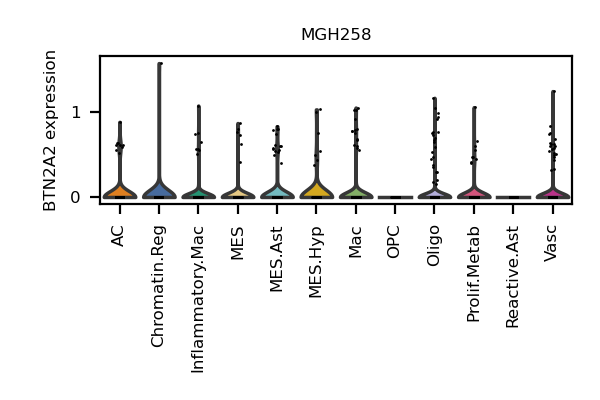 MGH258
BTN2A2 expression
1
0
AC
Chromatin.Reg
Inflammatory.Mac
MES
MES.Ast
MES.Hyp
Mac
OPC
Oligo
Prolif.Metab
Reactive.Ast
Vasc